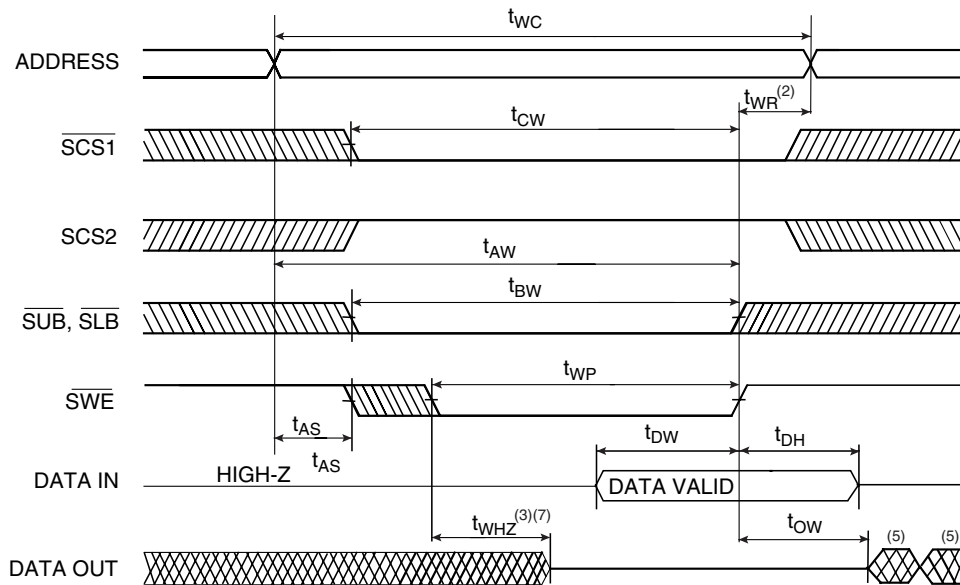 tWC
ADDRESS
tWR(2)
tCW
SCS1
SCS2
tAW
tBW
SUB, SLB
tWP
SWE
tAS
tAS
tDW
tDH
HIGH-Z
DATA IN
DATA VALID
tWHZ(3)(7)
tOW
(5)
(5)
DATA OUT